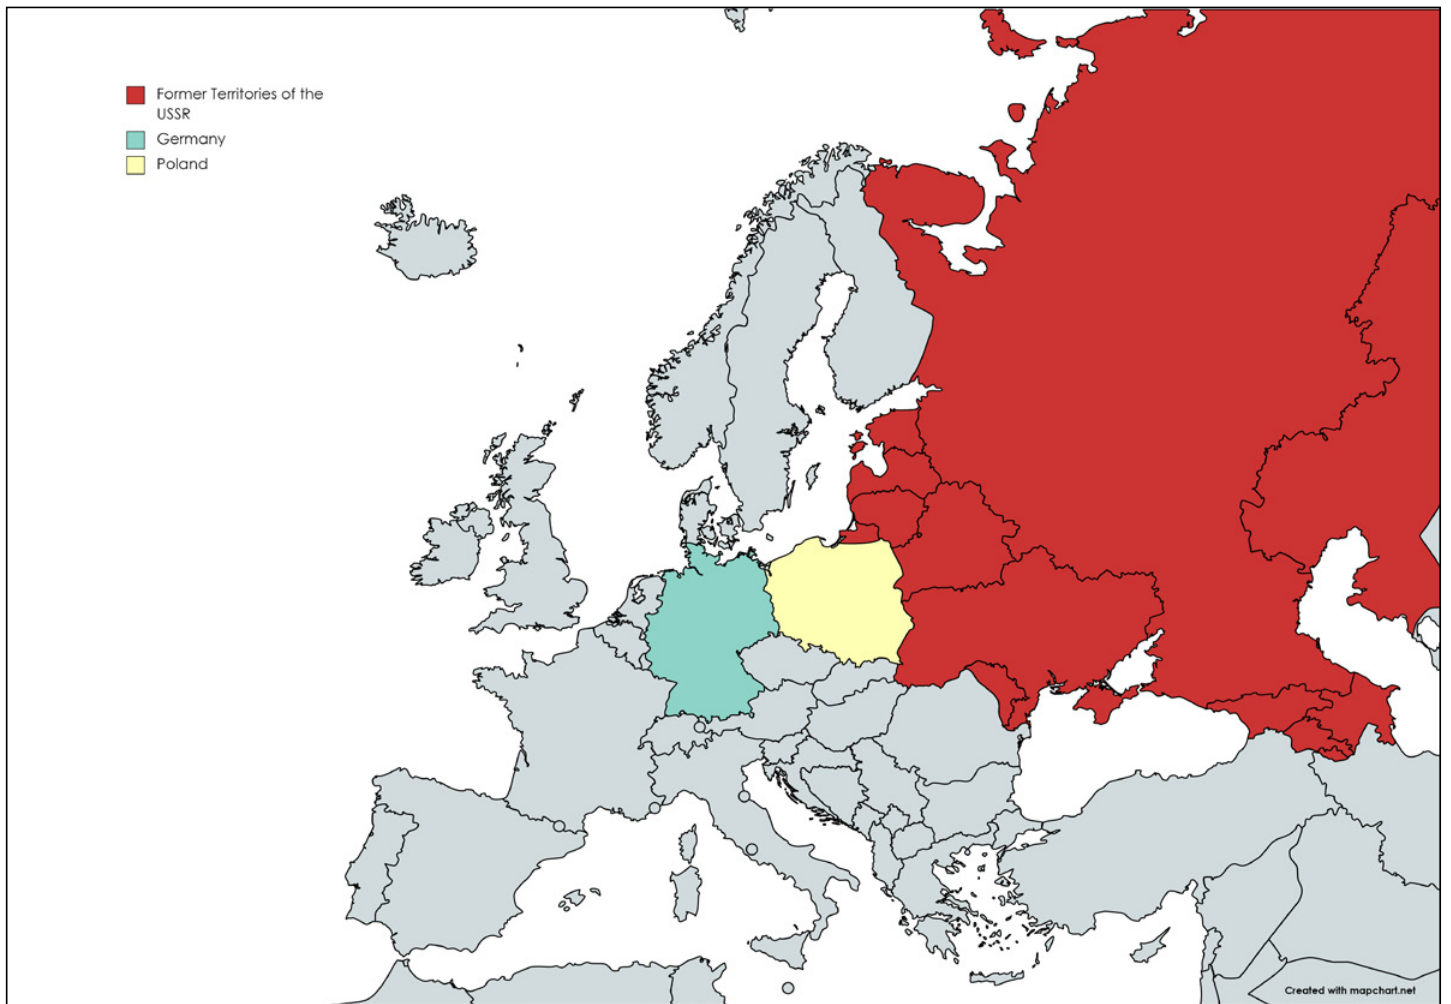 Former Territories of the
USSR
Germany
Poland
Created with mapchart.net